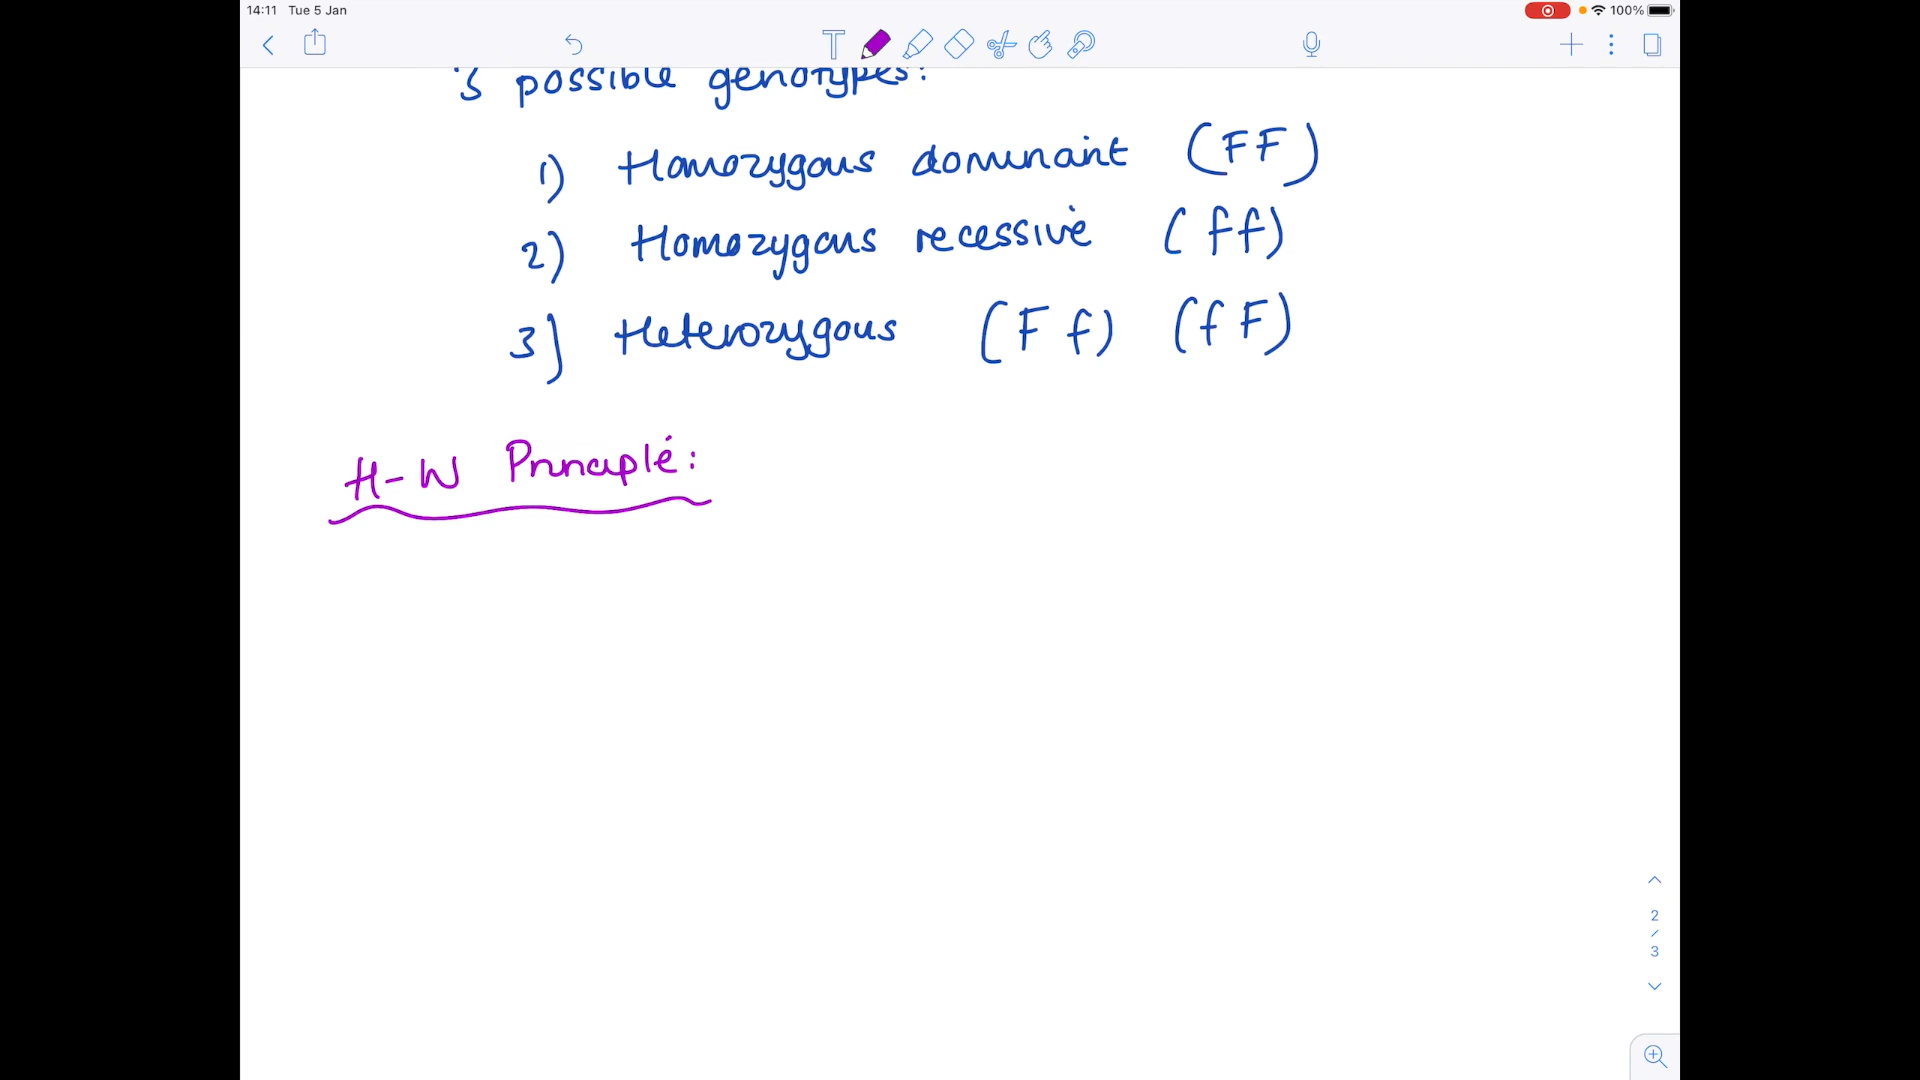 14:11 Tue 5 Jan 100%
T
3 possible genotypes:
1) Homozygous dominant (FF)
2) Homozygous recessive (ff)
3) Heterozygous (Ff) (fF)
H-W Principle:
2
/
3